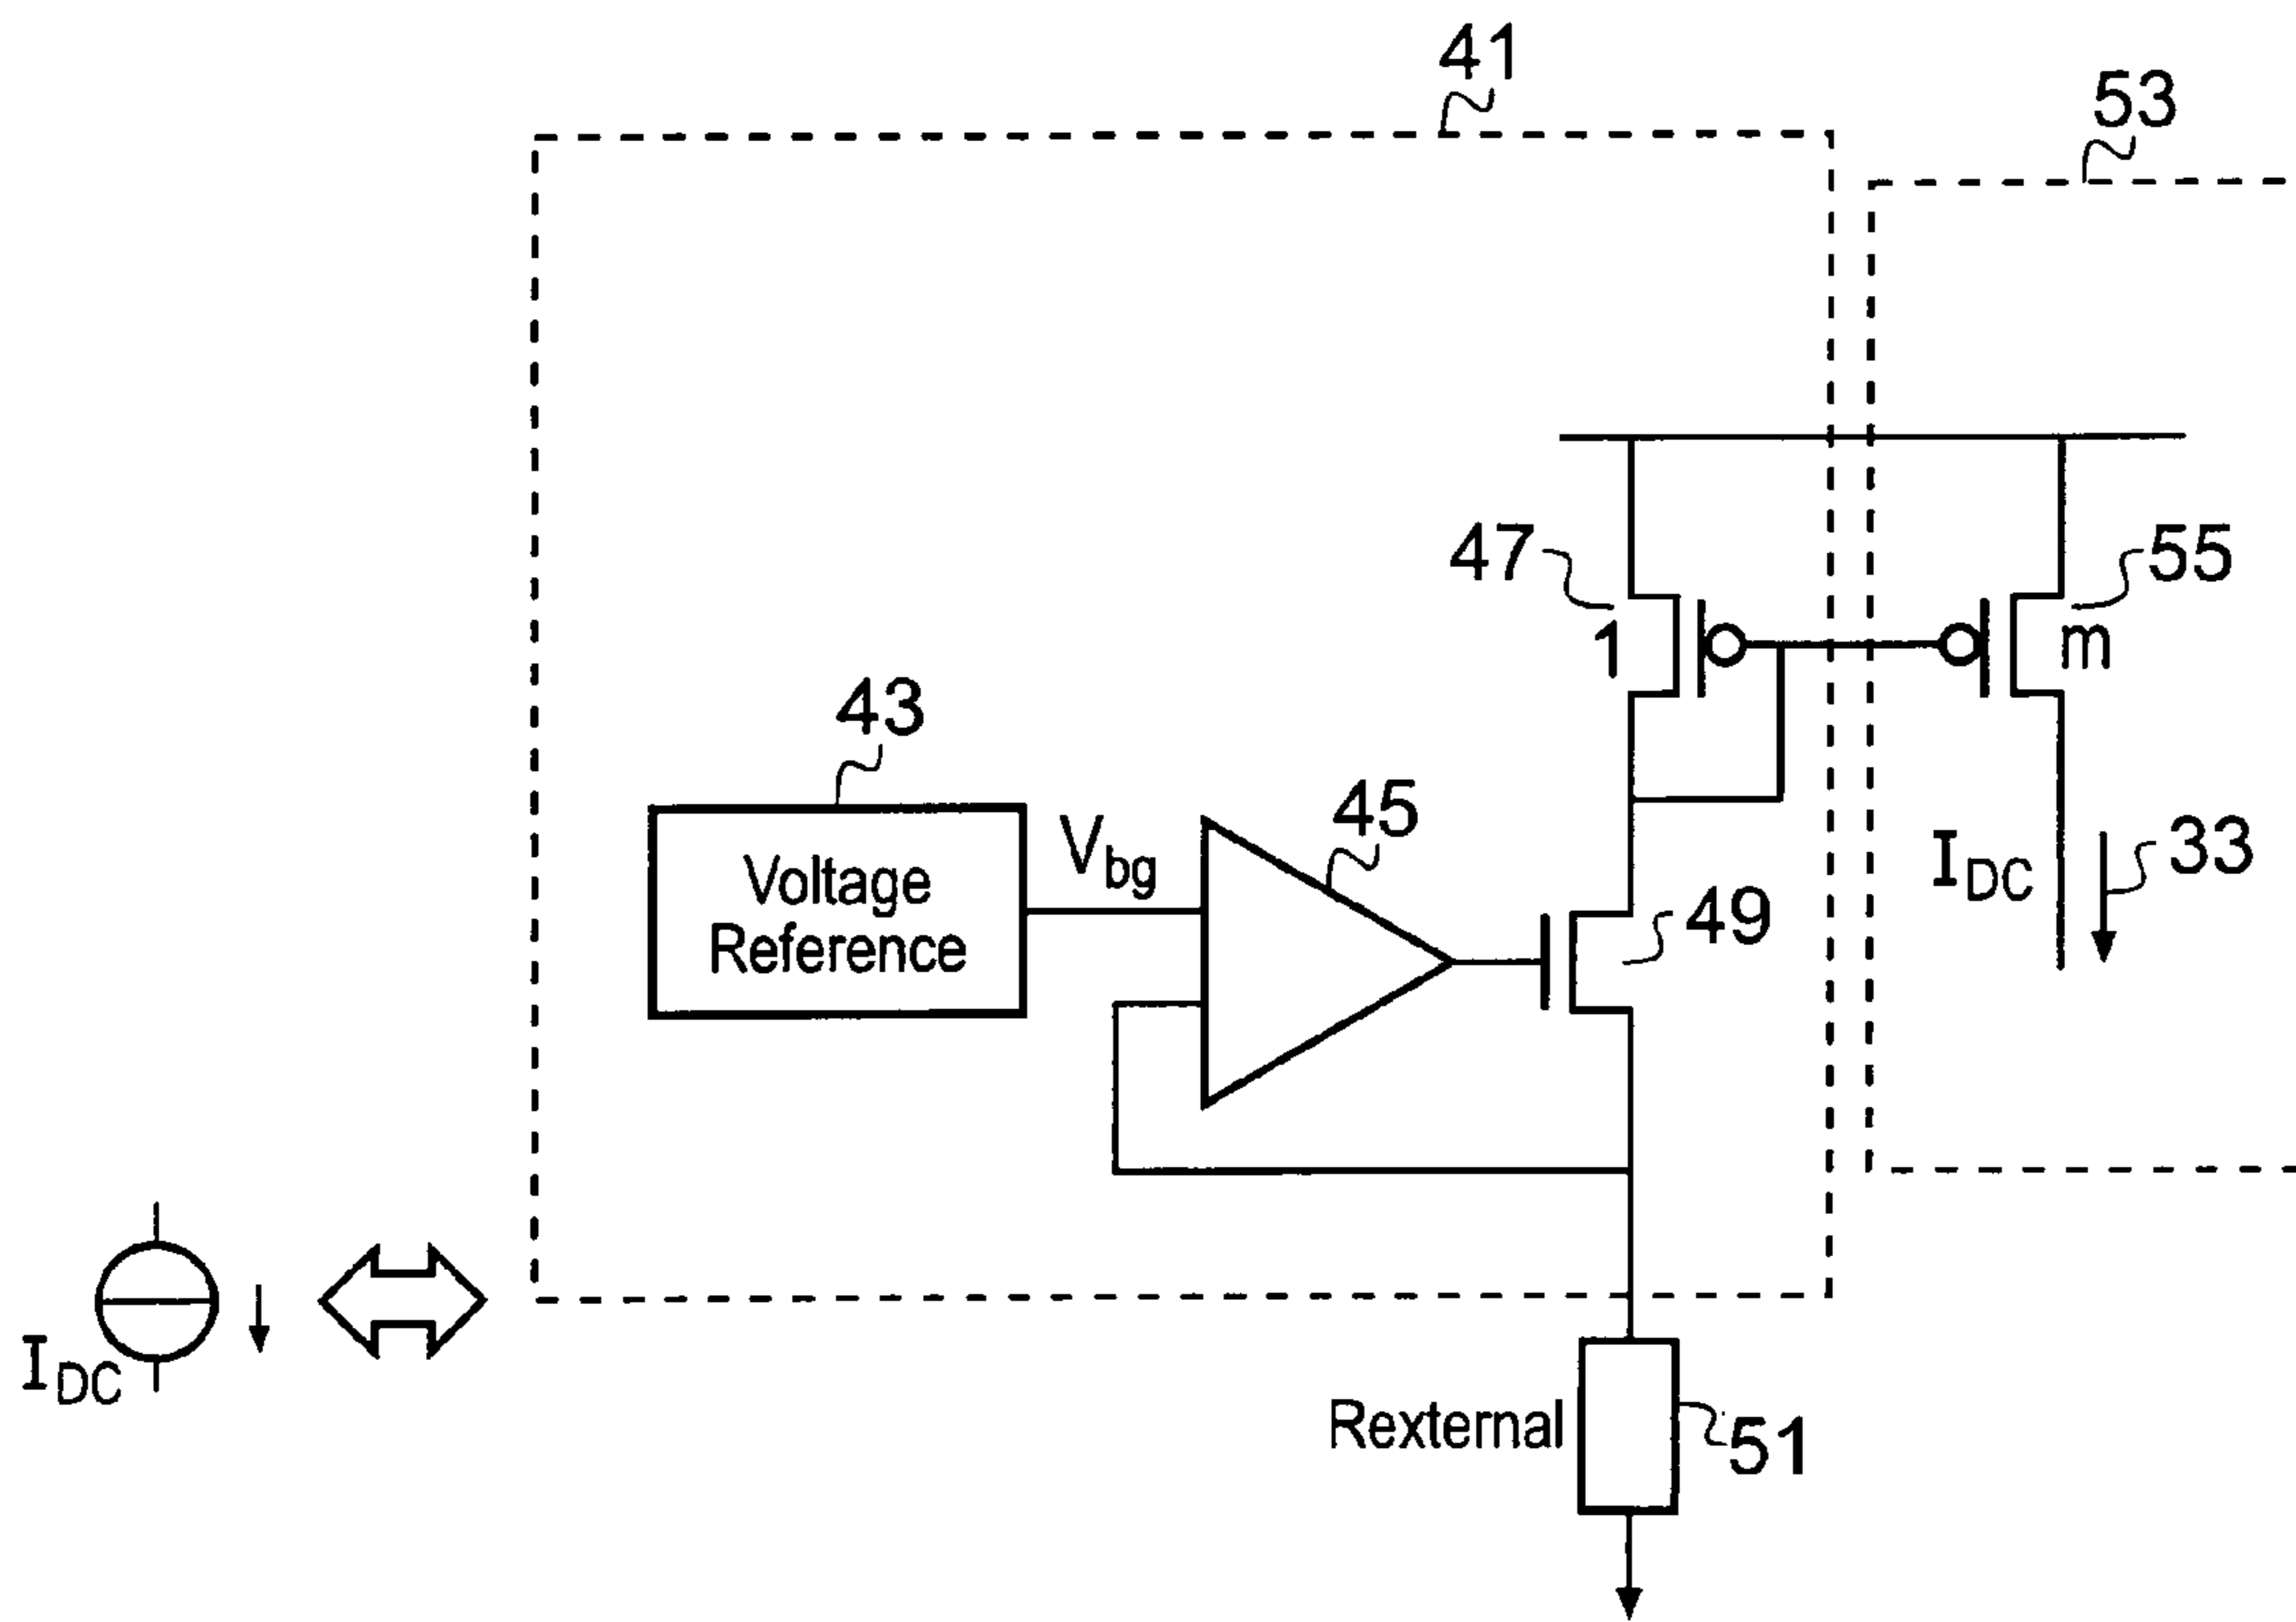 41
53
47
55
1
m
43
Voltage
Reference
Vbg
45
49
IDC
33
IDC
Rexternal
51